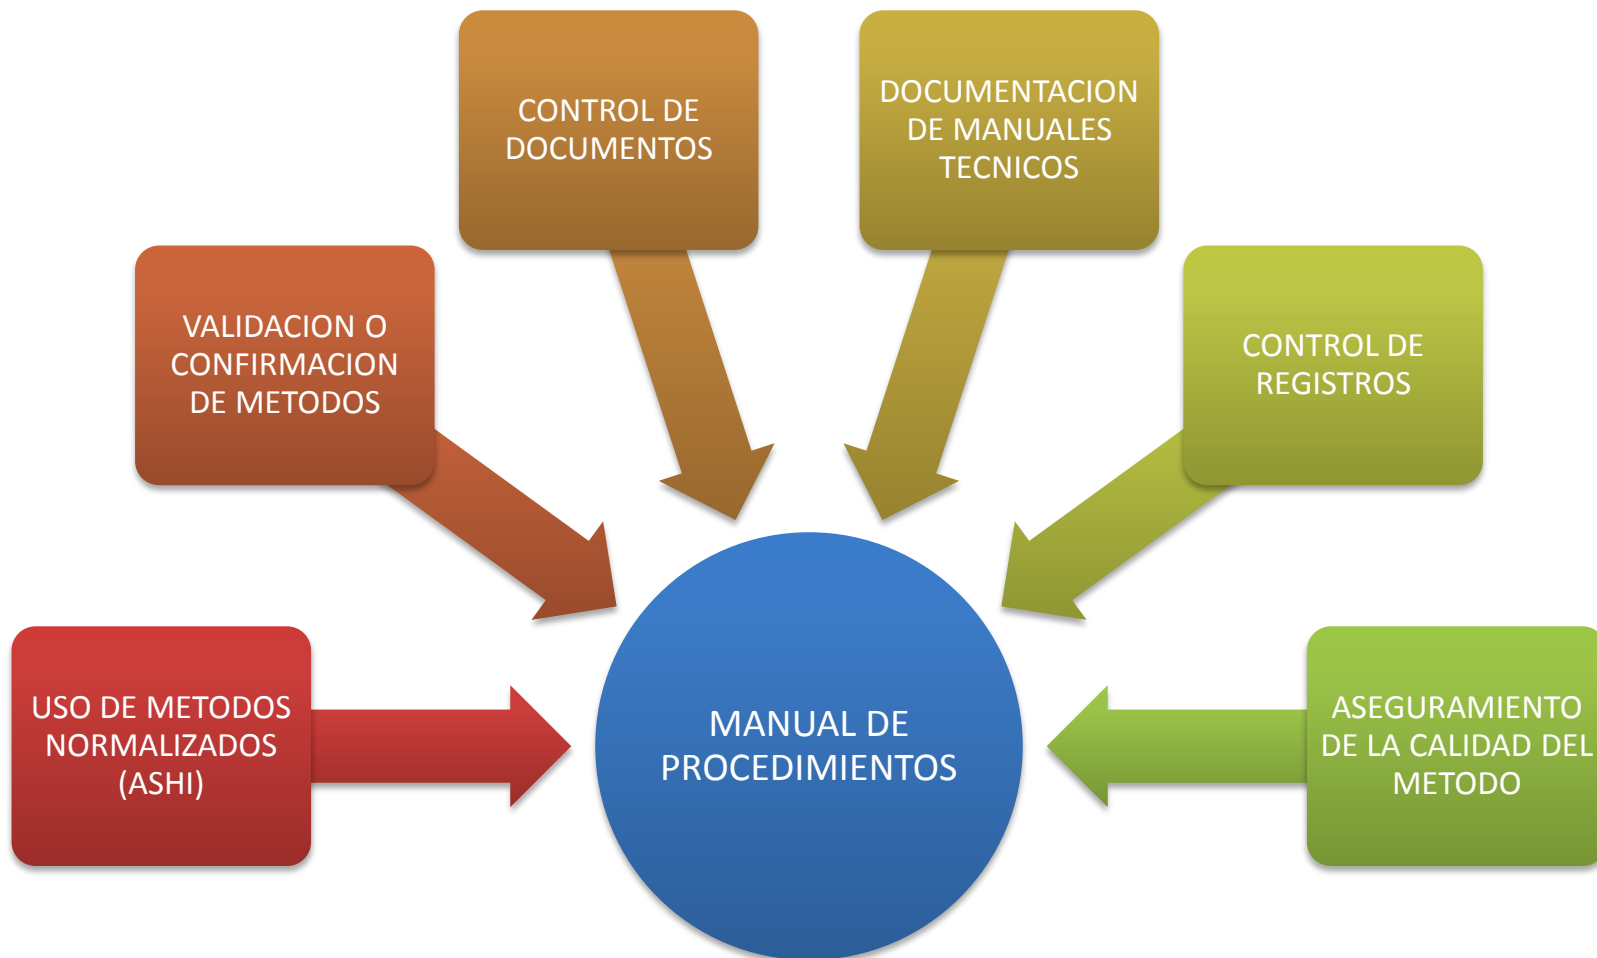 CONTROL DE
DOCUMENTOS
DOCUMENTACION
DE MANUALES
TECNICOS
VALIDACION O
CONFIRMACION
DE METODOS
CONTROL DE
REGISTROS
USO DE METODOS
NORMALIZADOS
(ASHI)
MANUAL DE
PROCEDIMIENTOS
ASEGURAMIENTO
DE LA CALIDAD DEL
METODO